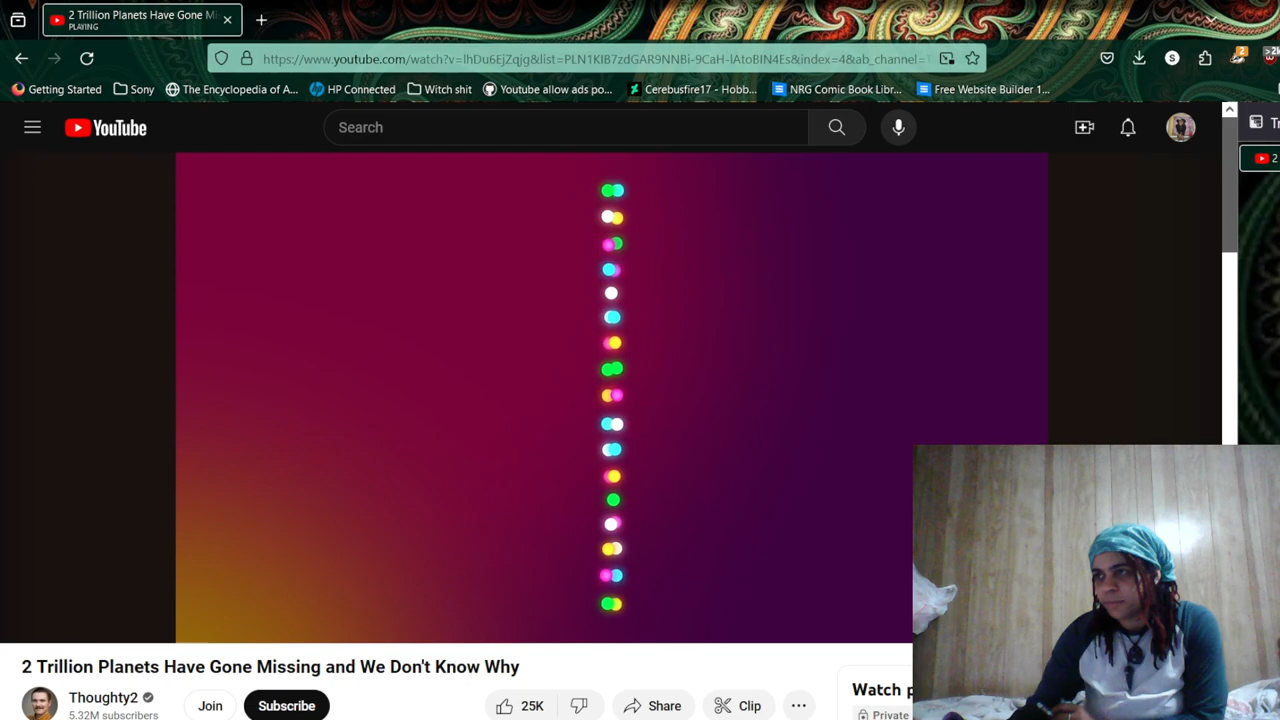 2 Trillion Planets Have Gone Mi
PLAYING
https://www.youtube.com/watch?v=lhDu6EjZqjg&list=PLN1KIB7zdGAR9NNBi-9CaH-lAtoBIN4Es&index=4&ab_channel=
S
2
Getting Started
Sony
The Encyclopedia of A...
HP Connected
Witch shit
Youtube allow ads po...
Cerebusfire17 - Hobb...
NRG Comic Book Libr...
Free Website Builder 1...
YouTube
Search
2
2 Trillion Planets Have Gone Missing and We Don't Know Why
Thoughty2
5.32M subscribers
Join
Subscribe
25K
Share
Clip
Watch
Private